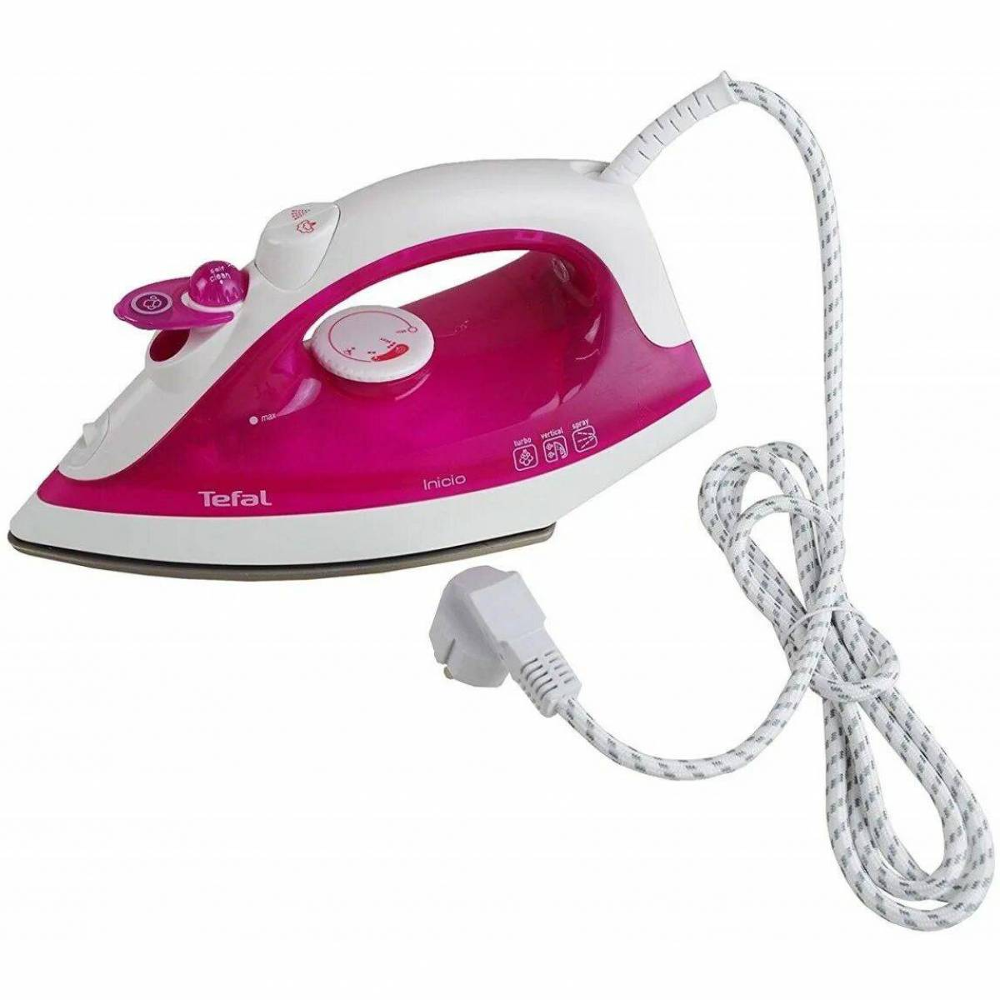 self
clean
max
turbo vertical spray
Inicio
Tefal